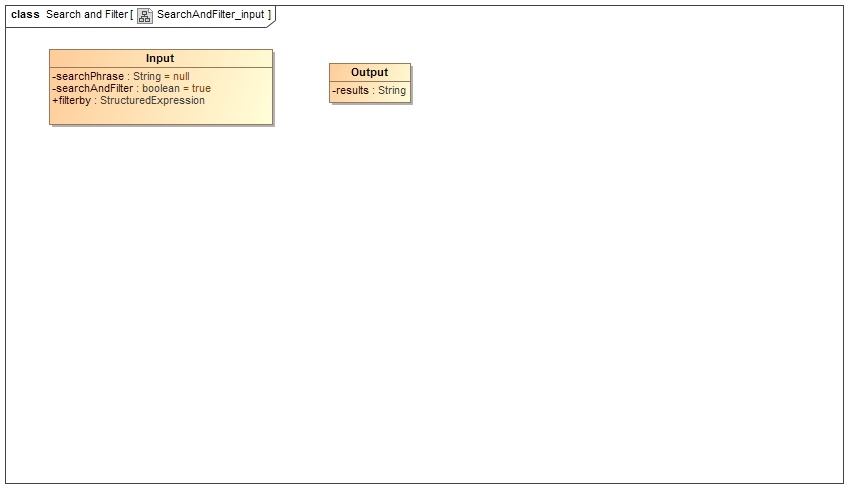 class Search and Filter [ SearchAndFilter_input ]
Input
-searchPhrase : String = null
-searchAndFilter : boolean = true
+filterby : StructuredExpression
Output
-results : String